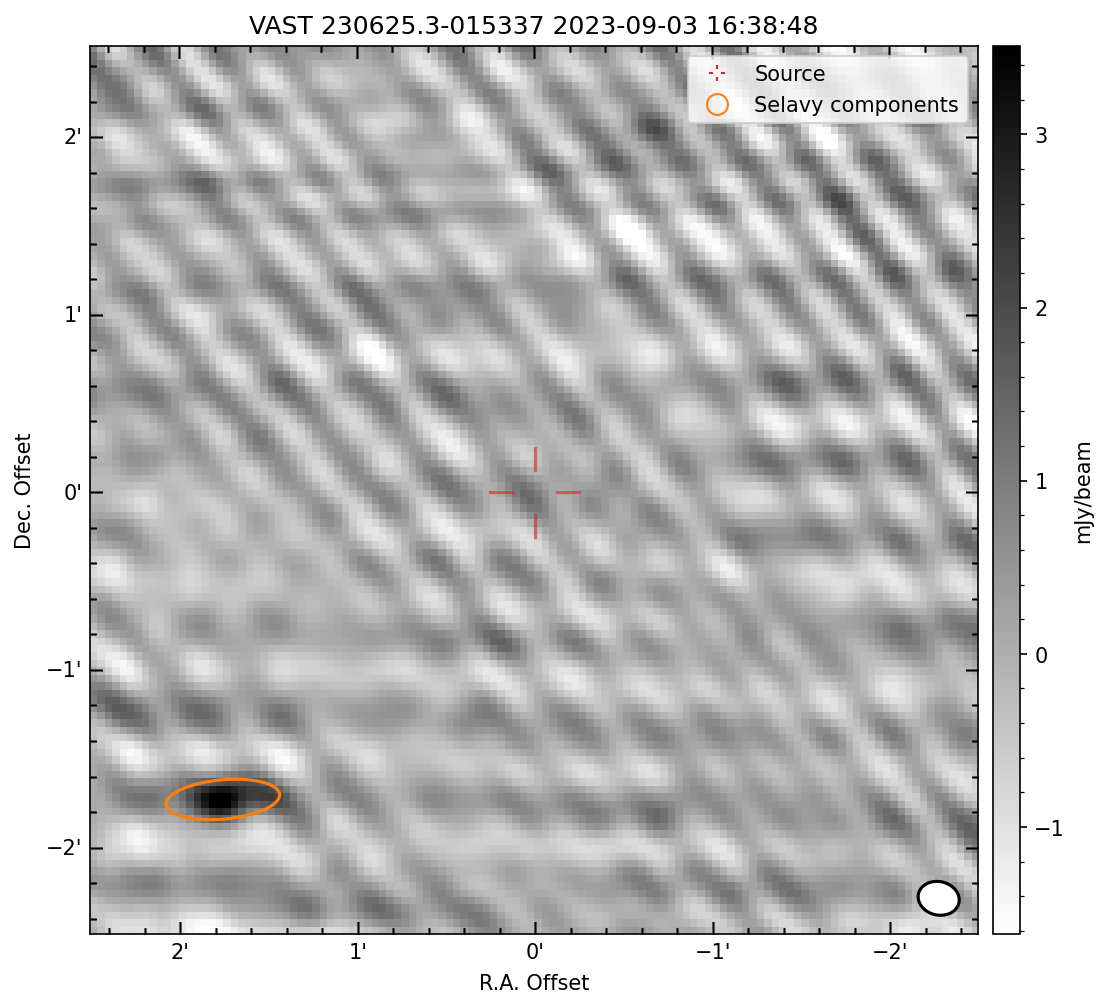 VAST 230625.3-015337 2023-09-03 16:38:48
Source
Selavy components
2'
1'
0'
−1'
−2'
Dec. Offset
2'
1'
0'
−1'
−2'
R.A. Offset
3
2
1
0
−1
mJy/beam